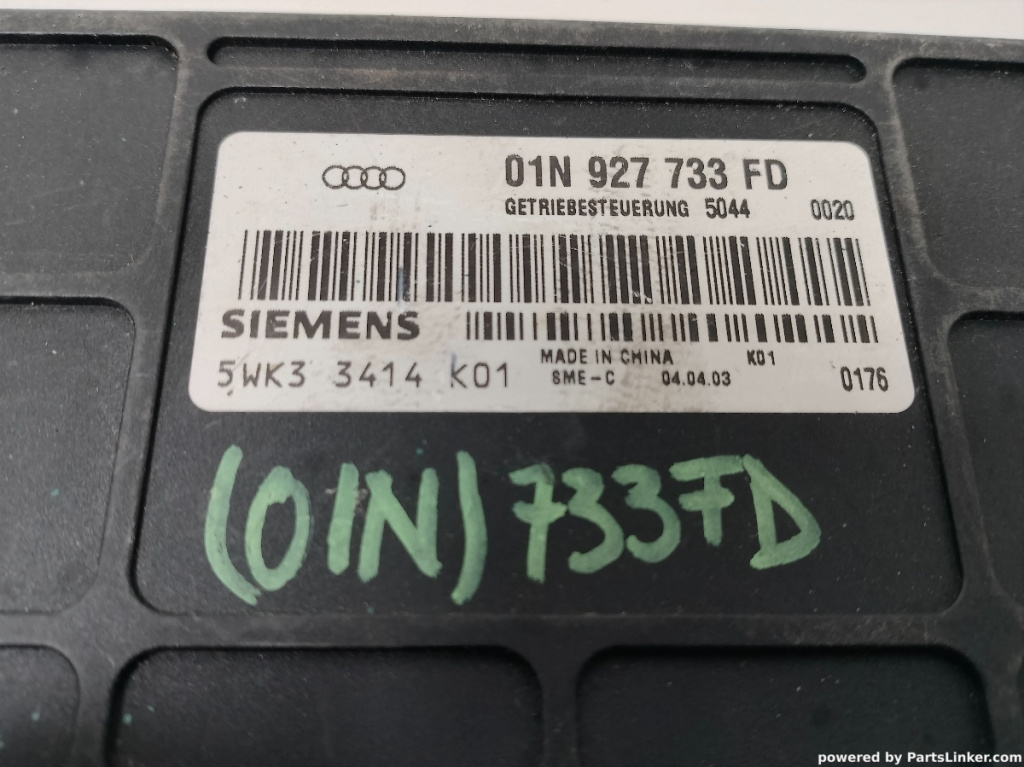 01N 927 733 FD
GETRIEBESTEUERUNG 5044 0020
SIEMENS
MADE IN CHINA K01
5WK3 3414 K01 SME-C 04.04.03 0176
(01N) 733FD
powered by PartsLinker.com